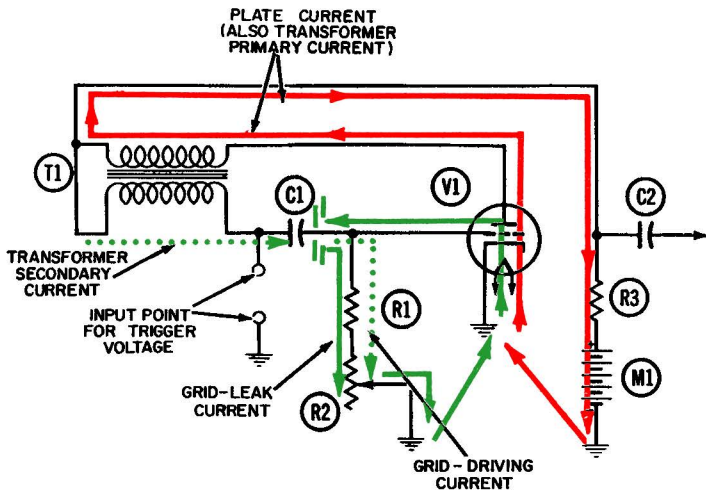 PLATE CURRENT
(ALSO TRANSFORMER
PRIMARY CURRENT)
T1
C1
V1
C2
TRANSFORMER
SECONDARY
CURRENT
INPUT POINT
FOR TRIGGER
VOLTAGE
R1
R3
GRID-LEAK
CURRENT
R2
M1
GRID-DRIVING
CURRENT